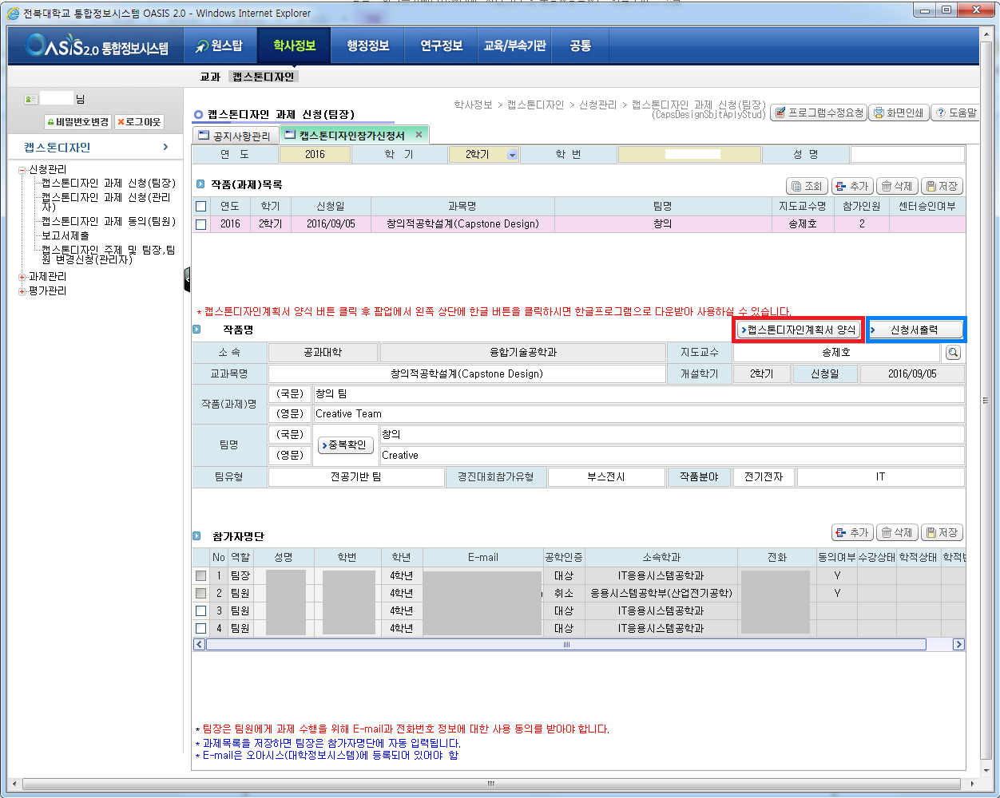 전북대학교 통합정보시스템 OASIS 2.0 - Windows Internet Explorer
OASIS 2.0 통합정보시스템
원스탑 학사정보 행정정보 연구정보 교육/부속기관 공통
교과 캡스톤디자인
님
비밀번호변경 로그아웃
캡스톤디자인
신청관리
캡스톤디자인 과제 신청(팀장)
캡스톤디자인 과제 신청(관리
자)
캡스톤디자인 과제 동의(팀원)
보고서제출
캡스톤디자인 주제 및 팀장,팀
원 변경신청(관리자)
과제관리
평가관리
캡스톤디자인 과제 신청(팀장)
학사정보 > 캡스톤디자인 > 신청관리 > 캡스톤디자인 과제 신청(팀장)
(CapsDesignSbjtAplyStud)
프로그램수정요청 화면인쇄 도움말
공지사항관리 캡스톤디자인참가신청서
연 도 2016 학 기 2학기 학 번 성 명
작품(과제)목록
조회 추가 삭제 저장
연도 학기 신청일 과목명 팀명 지도교수명 참가인원 센터승인여부
2016 2학기 2016/09/05 창의적공학설계(Capstone Design) 창의 송제호 2
* 캡스톤디자인계획서 양식 버튼 클릭 후 팝업에서 왼쪽 상단에 한글 버튼을 클릭하시면 한글프로그램으로 다운받아 사용하실 수 있습니다.
작품명
캡스톤디자인계획서 양식 신청서출력
소 속 공과대학 융합기술공학과 지도교수 송제호
교과목명 창의적공학설계(Capstone Design) 개설학기 2학기 신청일 2016/09/05
작품(과제)명 (국문) 창의 팀
(영문) Creative Team
팀명 (국문) 중복확인 창의
(영문) Creative
팀유형 전공기반 팀 경진대회참가유형 부스전시 작품분야 전기전자 IT
참가자명단
추가 삭제 저장
No 역할 성명 학번 학년 E-mail 공학인증 소속학과 전화 동의여부 수강상태 학적상태
1 팀장 4학년 대상 IT응용시스템공학과 Y
2 팀원 4학년 취소 응용시스템공학부(산업전기공학) Y
3 팀원 4학년 대상 IT응용시스템공학과
4 팀원 4학년 대상 IT응용시스템공학과
* 팀장은 팀원에게 과제 수행을 위해 E-mail과 전화번호 정보에 대한 사용 동의를 받아야 합니다.
* 과제목록을 저장하면 팀장은 참가자명단에 자동 입력됩니다.
* E-mail은 오아시스(대학정보시스템)에 등록되어 있어야 함